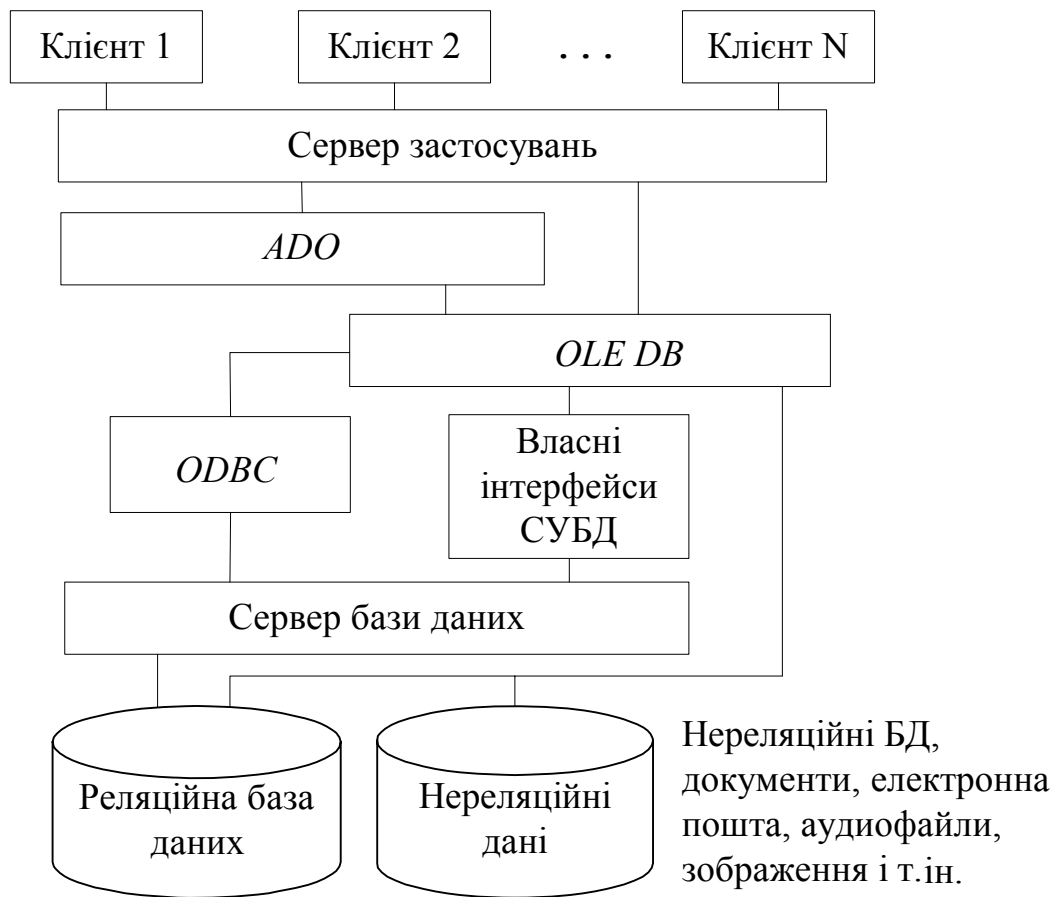 Клієнт 1
Клієнт 2
. . .
Клієнт N
Сервер застосувань
ADO
OLE DB
ODBC
Власні
інтерфейси
СУБД
Сервер бази даних
Реляційна база
даних
Нереляційні
дані
Нереляційні БД,
документи, електронна
пошта, аудиофайли,
зображення і т.ін.